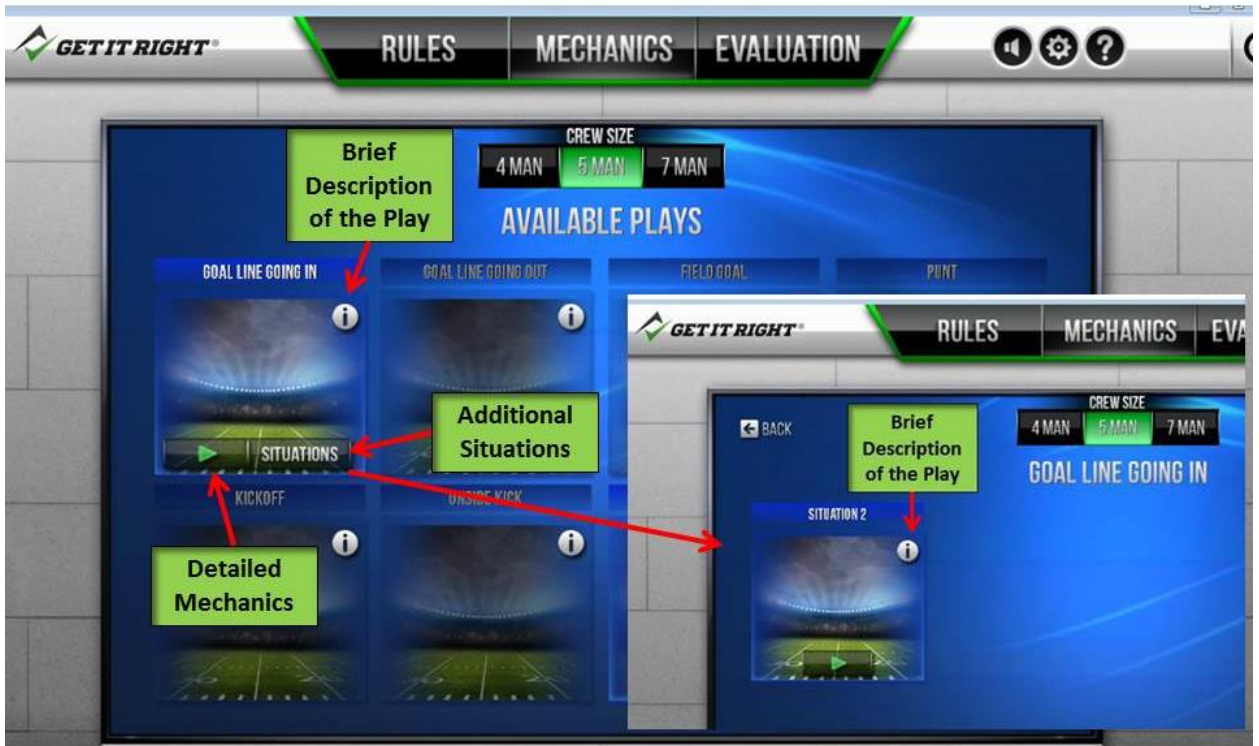 GET IT RIGHT®
RULES
MECHANICS
EVALUATION
CREW SIZE
4 MAN
5 MAN
7 MAN
AVAILABLE PLAYS
Brief
Description
of the Play
GOAL LINE GOING IN
GOAL LINE GOING OUT
FIELD GOAL
PUNT
SITUATIONS
Additional
Situations
KICKOFF
ONSIDE KICK
Detailed
Mechanics
GET IT RIGHT®
RULES
MECHANICS
EVA
BACK
CREW SIZE
4 MAN
5 MAN
7 MAN
Brief
Description
of the Play
GOAL LINE GOING IN
SITUATION 2